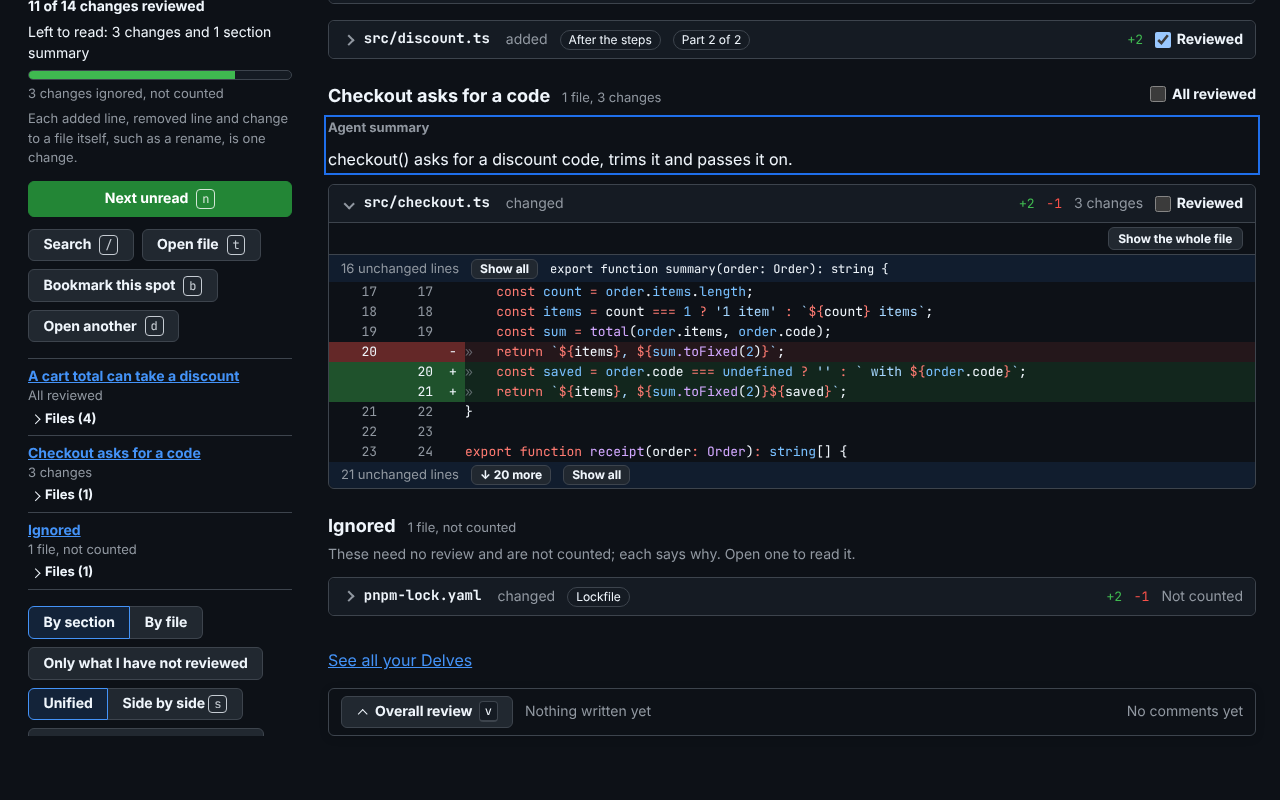 11 of 14 changes reviewed
Left to read: 3 changes and 1 section
summary
3 changes ignored, not counted
Each added line, removed line and change
to a file itself, such as a rename, is one
change.
Next unread n
Search / Open file t
Bookmark this spot b
Open another d
A cart total can take a discount
All reviewed
Files (4)
Checkout asks for a code
3 changes
Files (1)
Ignored
1 file, not counted
Files (1)
By section By file
Only what I have not reviewed
Unified Side by side s
src/discount.ts added After the steps Part 2 of 2 +2 Reviewed
Checkout asks for a code 1 file, 3 changes All reviewed
Agent summary
checkout() asks for a discount code, trims it and passes it on.
src/checkout.ts changed +2 -1 3 changes Reviewed
Show the whole file
16 unchanged lines Show all export function summary(order: Order): string {
17 17 const count = order.items.length;
18 18 const items = count === 1 ? '1 item' : `${count} items`;
19 19 const sum = total(order.items, order.code);
20 - » return `${items}, ${sum.toFixed(2)}`;
20 + » const saved = order.code === undefined ? '' : ` with ${order.code}`;
21 + » return `${items}, ${sum.toFixed(2)}${saved}`;
21 22 }
22 23
23 24 export function receipt(order: Order): string[] {
21 unchanged lines ↓ 20 more Show all
Ignored 1 file, not counted
These need no review and are not counted; each says why. Open one to read it.
pnpm-lock.yaml changed Lockfile +2 -1 Not counted
See all your Delves
Overall review v Nothing written yet No comments yet